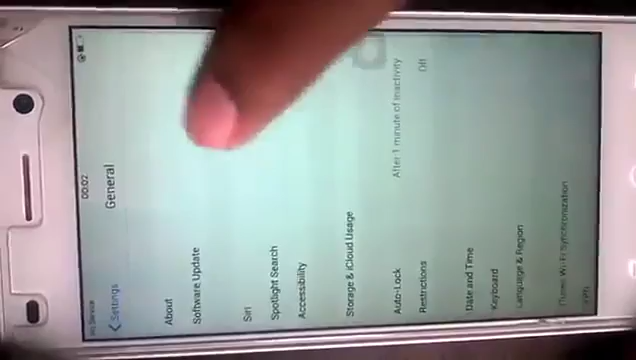 No Service 00:02
Settings General
About
Software Update
Siri
Spotlight Search
Accessibility
Storage & iCloud Usage
Auto-Lock After 1 minute of inactivity
Restrictions Off
Date and Time
Keyboard
Language & Region
iTunes Wi-Fi Synchronization
VPN